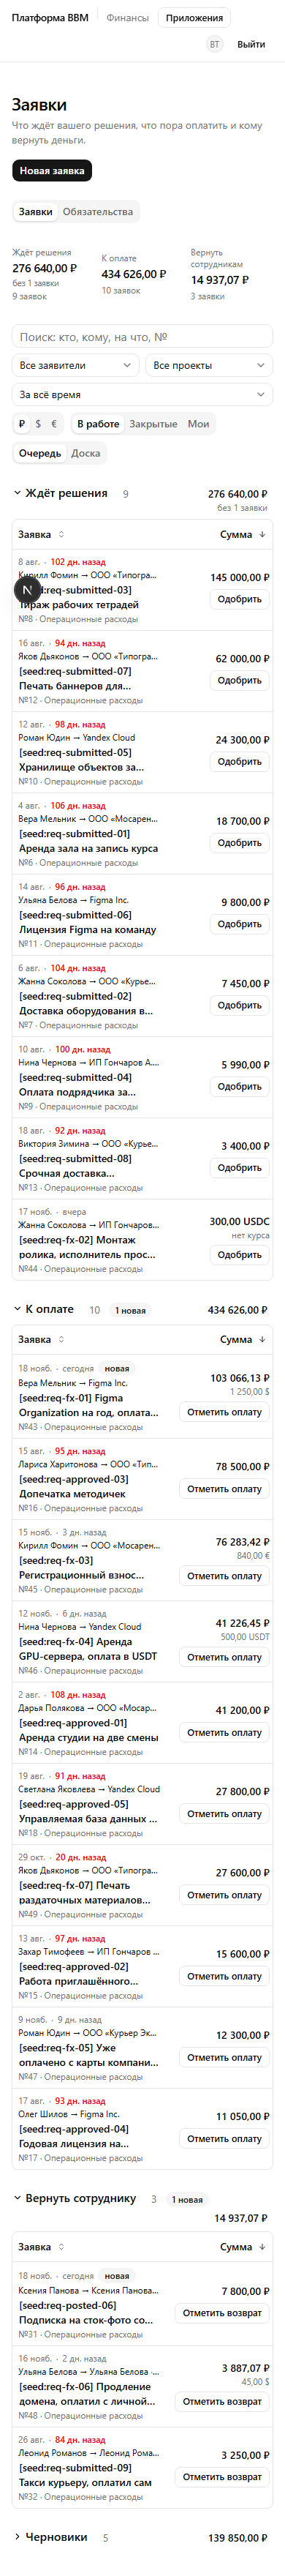 Платформа BBM
Финансы
Приложения
ВТ
Выйти
Заявки
Что ждёт вашего решения, что пора оплатить и кому
вернуть деньги.
Новая заявка
Заявки
Обязательства
Ждёт решения
276 640,00 ₽
без 1 заявки
9 заявок
К оплате
434 626,00 ₽
10 заявок
Вернуть
сотрудникам
14 937,07 ₽
3 заявки
Поиск: кто, кому, на что, №
Все заявители
Все проекты
За всё время
₽ $ €
В работе Закрытые Мои
Очередь Доска
Ждёт решения 9 276 640,00 ₽
без 1 заявки
Заявка Сумма
8 авг. · 102 дн. назад
Кирилл Фомин → ООО «Типогра...
145 000,00 ₽
N
[seed:req-submitted-03]
Тираж рабочих тетрадей
Одобрить
№8 · Операционные расходы
16 авг. · 94 дн. назад
Яков Дьяконов → ООО «Типогра...
62 000,00 ₽
[seed:req-submitted-07]
Печать баннеров для...
Одобрить
№12 · Операционные расходы
12 авг. · 98 дн. назад
Роман Юдин → Yandex Cloud
24 300,00 ₽
[seed:req-submitted-05]
Хранилище объектов за...
Одобрить
№10 · Операционные расходы
4 авг. · 106 дн. назад
Вера Мельник → ООО «Мосарен...
18 700,00 ₽
[seed:req-submitted-01]
Аренда зала на запись курса
Одобрить
№6 · Операционные расходы
14 авг. · 96 дн. назад
Ульяна Белова → Figma Inc.
9 800,00 ₽
[seed:req-submitted-06]
Лицензия Figma на команду
Одобрить
№11 · Операционные расходы
6 авг. · 104 дн. назад
Жанна Соколова → ООО «Курье...
7 450,00 ₽
[seed:req-submitted-02]
Доставка оборудования в...
Одобрить
№7 · Операционные расходы
10 авг. · 100 дн. назад
Нина Чернова → ИП Гончаров А....
5 990,00 ₽
[seed:req-submitted-04]
Оплата подрядчика за...
Одобрить
№9 · Операционные расходы
18 авг. · 92 дн. назад
Виктория Зимина → ООО «Курье...
3 400,00 ₽
[seed:req-submitted-08]
Срочная доставка...
Одобрить
№13 · Операционные расходы
17 нояб. · вчера
Жанна Соколова → ИП Гончаров...
300,00 USDC
нет курса
[seed:req-fx-02] Монтаж
ролика, исполнитель прос...
Одобрить
№44 · Операционные расходы
К оплате 10 1 новая 434 626,00 ₽
Заявка Сумма
18 нояб. · сегодня новая
Вера Мельник → Figma Inc.
103 066,13 ₽
1 250,00 $
[seed:req-fx-01] Figma
Organization на год, оплата...
Отметить оплату
№43 · Операционные расходы
15 авг. · 95 дн. назад
Лариса Харитонова → ООО «Тип...
78 500,00 ₽
[seed:req-approved-03]
Допечатка методичек
Отметить оплату
№16 · Операционные расходы
15 нояб. · 3 дн. назад
Кирилл Фомин → ООО «Мосарен...
76 283,42 ₽
840,00 €
[seed:req-fx-03]
Регистрационный взнос...
Отметить оплату
№45 · Операционные расходы
12 нояб. · 6 дн. назад
Нина Чернова → Yandex Cloud
41 226,45 ₽
500,00 USDT
[seed:req-fx-04] Аренда
GPU-сервера, оплата в USDT
Отметить оплату
№46 · Операционные расходы
2 авг. · 108 дн. назад
Дарья Полякова → ООО «Мосар...
41 200,00 ₽
[seed:req-approved-01]
Аренда студии на две смены
Отметить оплату
№14 · Операционные расходы
19 авг. · 91 дн. назад
Светлана Яковлева → Yandex Cloud
27 800,00 ₽
[seed:req-approved-05]
Управляемая база данных ...
Отметить оплату
№18 · Операционные расходы
29 окт. · 20 дн. назад
Яков Дьяконов → ООО «Типогра...
27 600,00 ₽
[seed:req-fx-07] Печать
раздаточных материалов...
Отметить оплату
№49 · Операционные расходы
13 авг. · 97 дн. назад
Захар Тимофеев → ИП Гончаров ...
15 600,00 ₽
[seed:req-approved-02]
Работа приглашённого...
Отметить оплату
№15 · Операционные расходы
9 нояб. · 9 дн. назад
Роман Юдин → ООО «Курьер Эк...
12 300,00 ₽
[seed:req-fx-05] Уже
оплачено с карты компани...
Отметить оплату
№47 · Операционные расходы
17 авг. · 93 дн. назад
Олег Шилов → Figma Inc.
11 050,00 ₽
[seed:req-approved-04]
Годовая лицензия на...
Отметить оплату
№17 · Операционные расходы
Вернуть сотруднику 3 1 новая
14 937,07 ₽
Заявка Сумма
18 нояб. · сегодня новая
Ксения Панова → Ксения Панова...
7 800,00 ₽
[seed:req-posted-06]
Подписка на сток-фото со...
Отметить возврат
№31 · Операционные расходы
16 нояб. · 2 дн. назад
Ульяна Белова → Ульяна Белова ·...
3 887,07 ₽
45,00 $
[seed:req-fx-06] Продление
домена, оплатил с личной...
Отметить возврат
№48 · Операционные расходы
26 авг. · 84 дн. назад
Леонид Романов → Леонид Рома...
3 250,00 ₽
[seed:req-submitted-09]
Такси курьеру, оплатил сам
Отметить возврат
№32 · Операционные расходы
Черновики 5 139 850,00 ₽